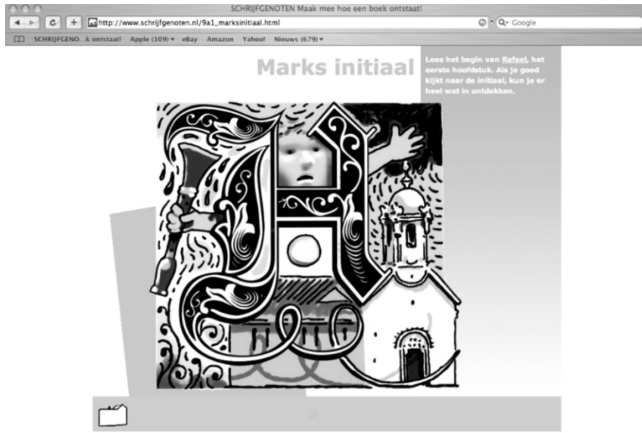 SCHRIJFGENOTEN Maak mee hoe een boek ontstaat!
http://www.schrijfgenoten.nl/9a1_marksinitiaal.html
Google
SCHRIJFGENO...k ontstaat! Apple (109) eBay Amazon Yahoo! Nieuws (679)
Marks initiaal
Lees het begin van Rafael, het
eerste hoofdstuk. Als je goed
kijkt naar de initiaal, kun je er
heel wat in ontdekken.
A